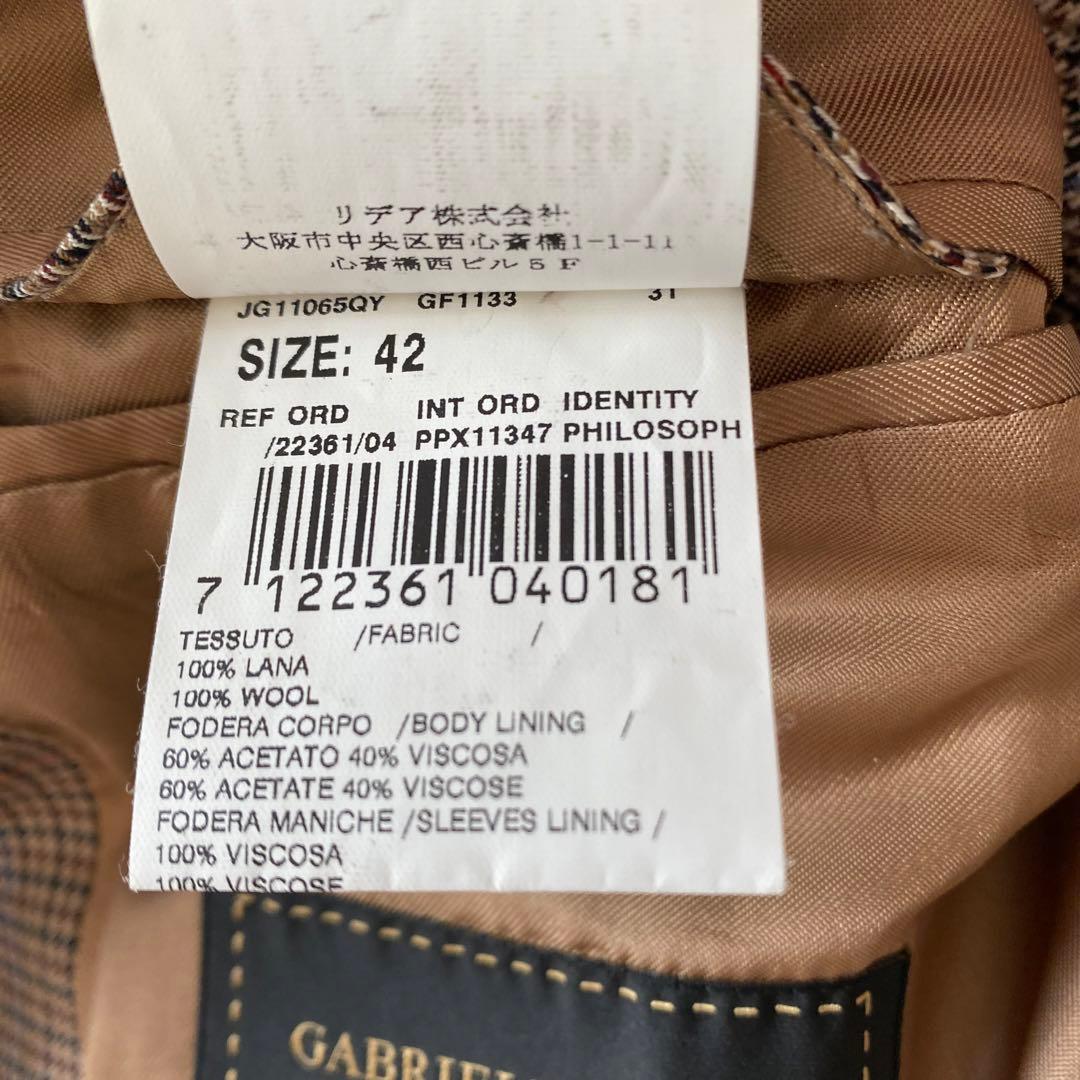 リデア株式会社
大阪市中央区西心斎橋1-1-11
心斎橋西ビル5F
JG11065QY GF1133 31
SIZE: 42
REF ORD INT ORD IDENTITY
/22361/04 PPX11347 PHILOSOPH
7 122361 040181
TESSUTO /FABRIC /
100% LANA
100% WOOL
FODERA CORPO /BODY LINING /
60% ACETATO 40% VISCOSA
60% ACETATE 40% VISCOSE
FODERA MANICHE /SLEEVES LINING /
100% VISCOSA
100% VISCOSE